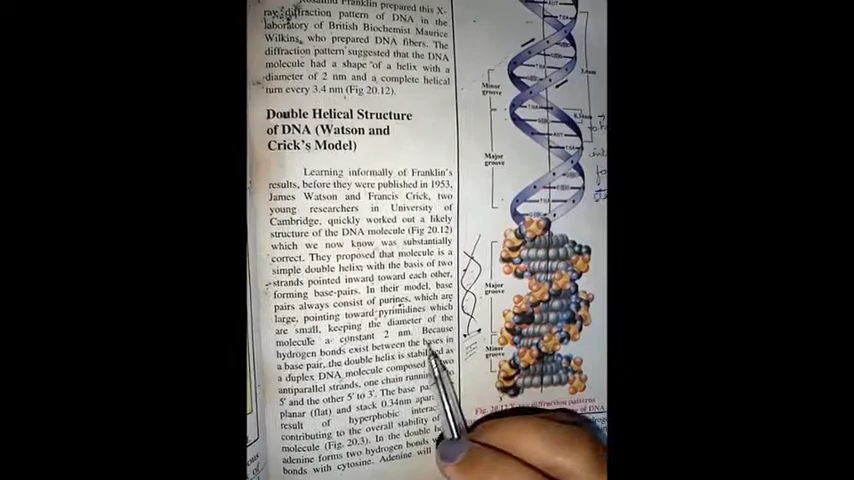 Rosalind Franklin prepared this X-
ray diffraction pattern of DNA in the
laboratory of British Biochemist Maurice
Wilkins, who prepared DNA fibers. The
diffraction pattern suggested that the DNA
molecule had a shape of a helix with a
diameter of 2 nm and a complete helical
turn every 3.4 nm (Fig 20.12).
Double Helical Structure
of DNA (Watson and
Crick's Model)
Learning informally of Franklin's
results, before they were published in 1953,
James Watson and Francis Crick, two
young researchers in University of
Cambridge, quickly worked out a likely
structure of the DNA molecule (Fig 20.12)
which we now know was substantially
correct. They proposed that molecule is a
simple double helix, with the basis of two
strands pointed inward toward each other,
forming base-pairs. In their model, base
pairs always consist of purines, which are
large, pointing toward pyrimidines which
are small, keeping the diameter of the
molecule a constant 2 nm. Because
hydrogen bonds exist between the bases in
a base pair, the double helix is as
a duplex DNA molecule composed two
antiparallel strands, one chain
5' and the other 5' to 3'. The base
planar (flat) and stack 0.34nm
result of hyperphobic
contributing to the overall stability of
molecule (Fig. 20.3). In the double
adenine forms two hydrogen bonds
bonds with cytosine. Adenine will
Minor
groove
3.4nm
Major
groove
Major
groove
Minor
groove
patterns
of DNA